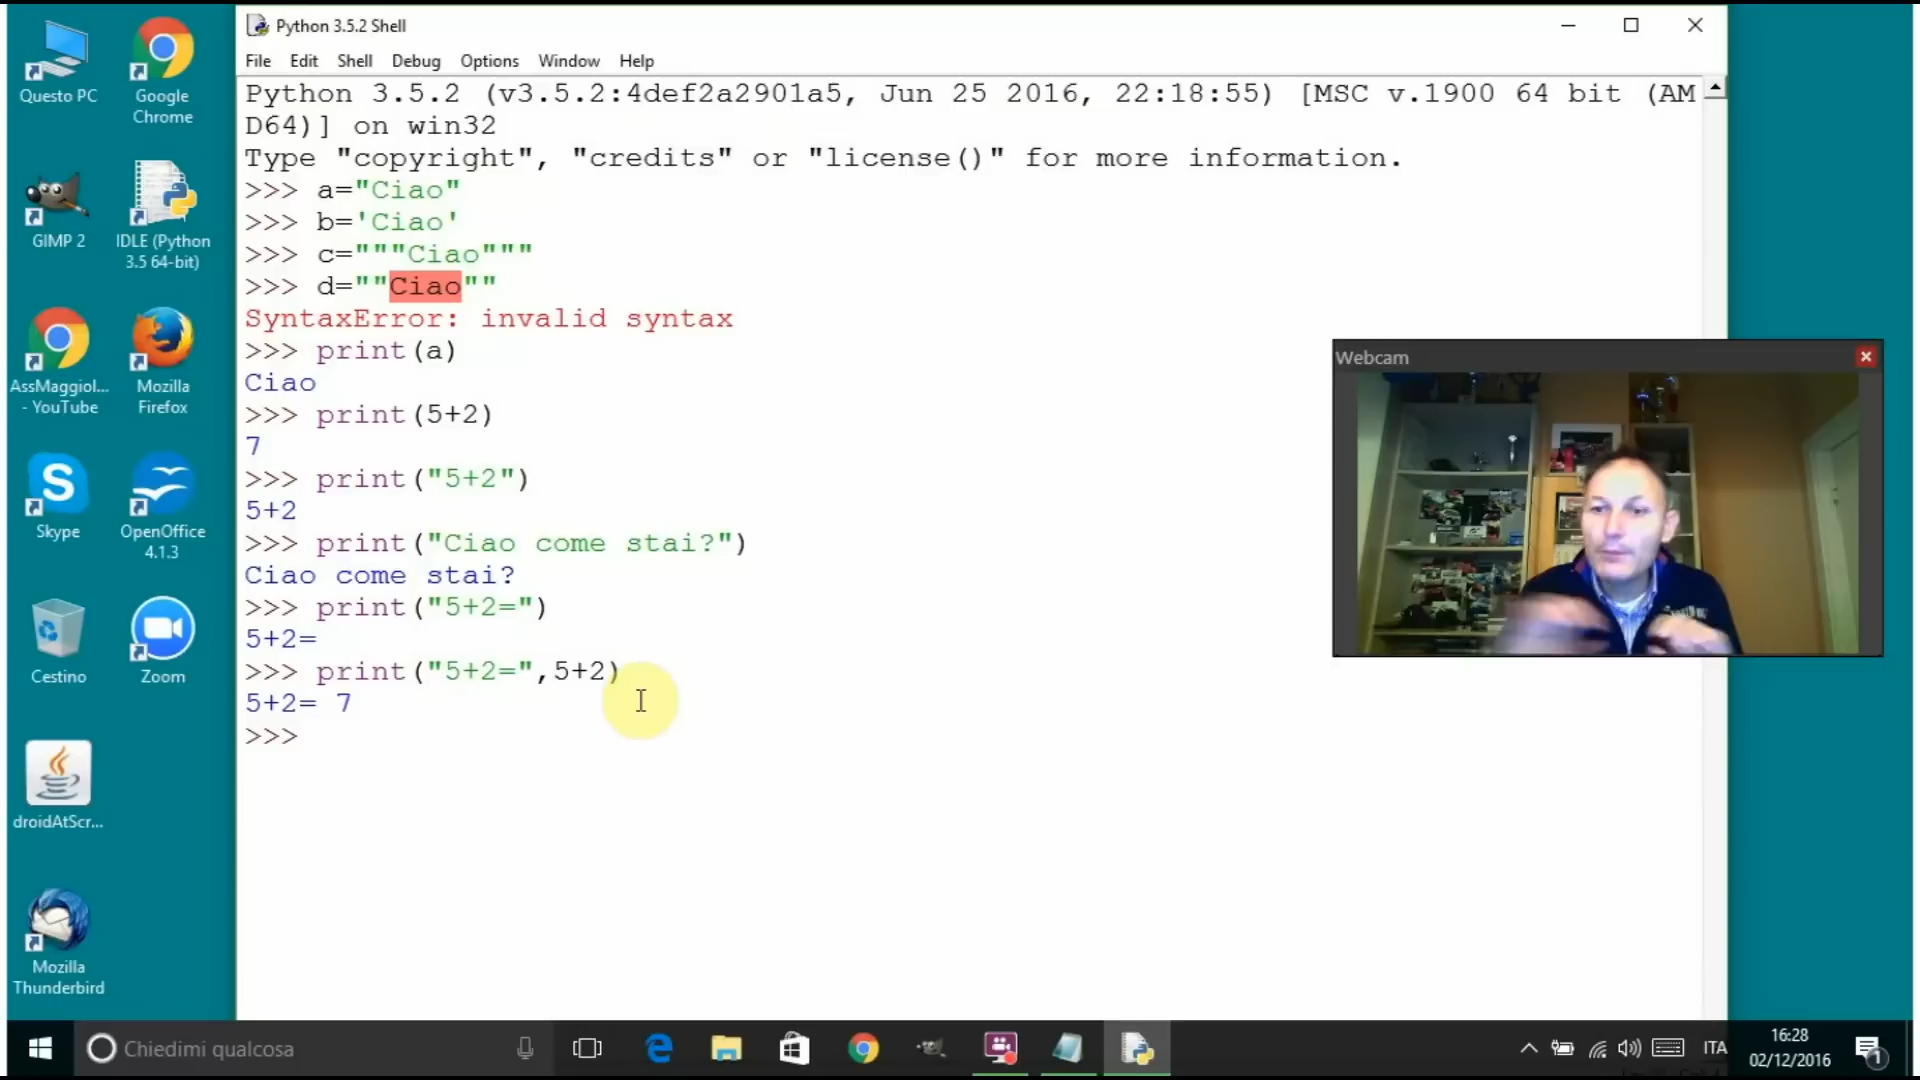 Python 3.5.2 Shell
File Edit Shell Debug Options Window Help
Python 3.5.2 (v3.5.2:4def2a2901a5, Jun 25 2016, 22:18:55) [MSC v.1900 64 bit (AM
D64)] on win32
Type "copyright", "credits" or "license()" for more information.
>>> a="Ciao"
>>> b='Ciao'
>>> c="""Ciao"""
>>> d=""Ciao""
SyntaxError: invalid syntax
>>> print(a)
Ciao
>>> print(5+2)
7
>>> print("5+2")
5+2
>>> print("Ciao come stai?")
Ciao come stai?
>>> print("5+2=")
5+2=
>>> print("5+2=",5+2)
5+2= 7
>>>
Questo PC
Google
Chrome
GIMP 2
IDLE (Python
3.5 64-bit)
AssMaggiol...
- YouTube
Mozilla
Firefox
Skype
OpenOffice
4.1.3
Cestino
Zoom
droidAtScr...
Mozilla
Thunderbird
Webcam
Chiedimi qualcosa
ITA
16:28
02/12/2016
1